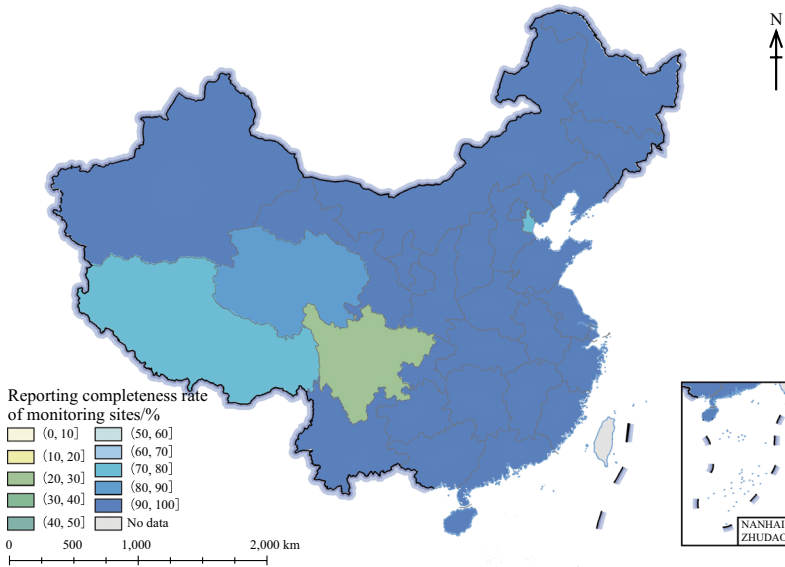 N
Reporting completeness rate
of monitoring sites/%
(0, 10]
(10, 20]
(20, 30]
(30, 40]
(40, 50]
(50, 60]
(60, 70]
(70, 80]
(80, 90]
(90, 100]
No data
0 500 1,000 2,000 km
NANHAI
ZHUDAO